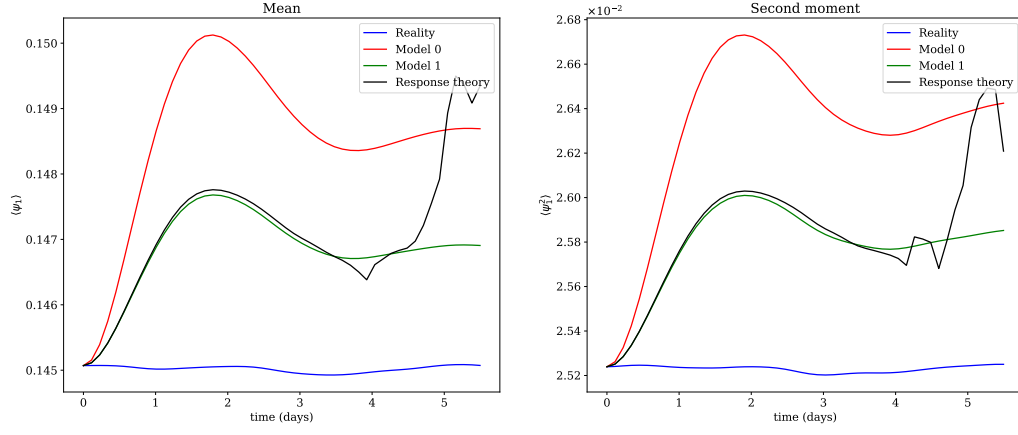 Mean
0.150
0.149
0.148
0.147
0.146
0.145
⟨ψ₁⟩
0 1 2 3 4 5
time (days)
Reality
Model 0
Model 1
Response theory
Second moment
×10⁻²
2.68
2.66
2.64
2.62
2.60
2.58
2.56
2.54
2.52
⟨ψ₁²⟩
0 1 2 3 4 5
time (days)
Reality
Model 0
Model 1
Response theory